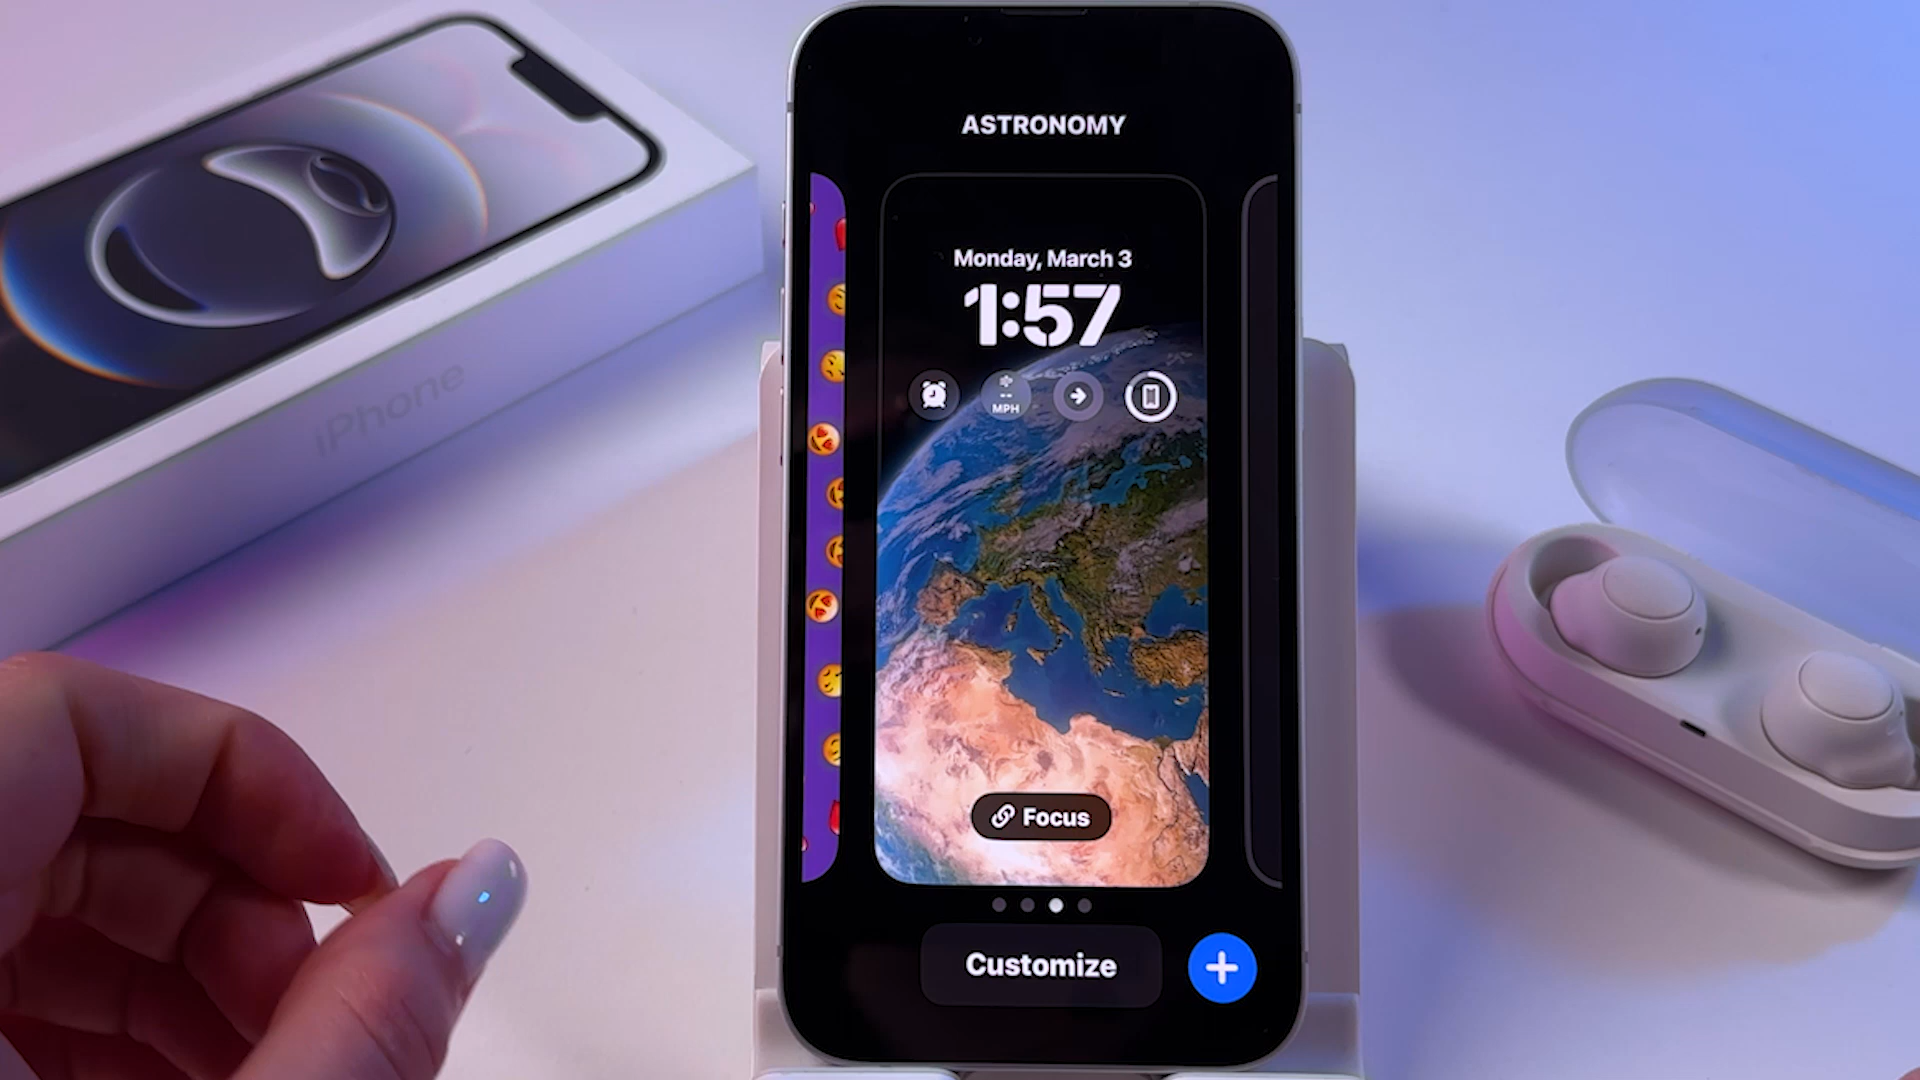 iPhone
ASTRONOMY
Monday, March 3
1:57
--
MPH
Focus
Customize